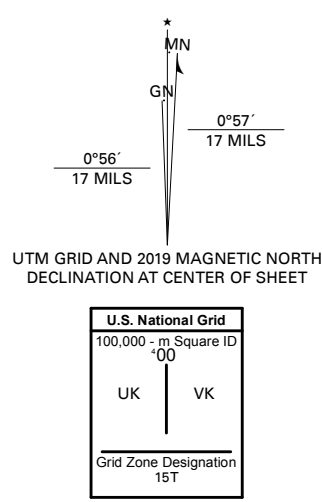 ★
MN
GN
0°57´
17 MILS
0°56´
17 MILS
UTM GRID AND 2019 MAGNETIC NORTH
DECLINATION AT CENTER OF SHEET
U.S. National Grid
100,000 - m Square ID
⁴00
UK VK
Grid Zone Designation
15T